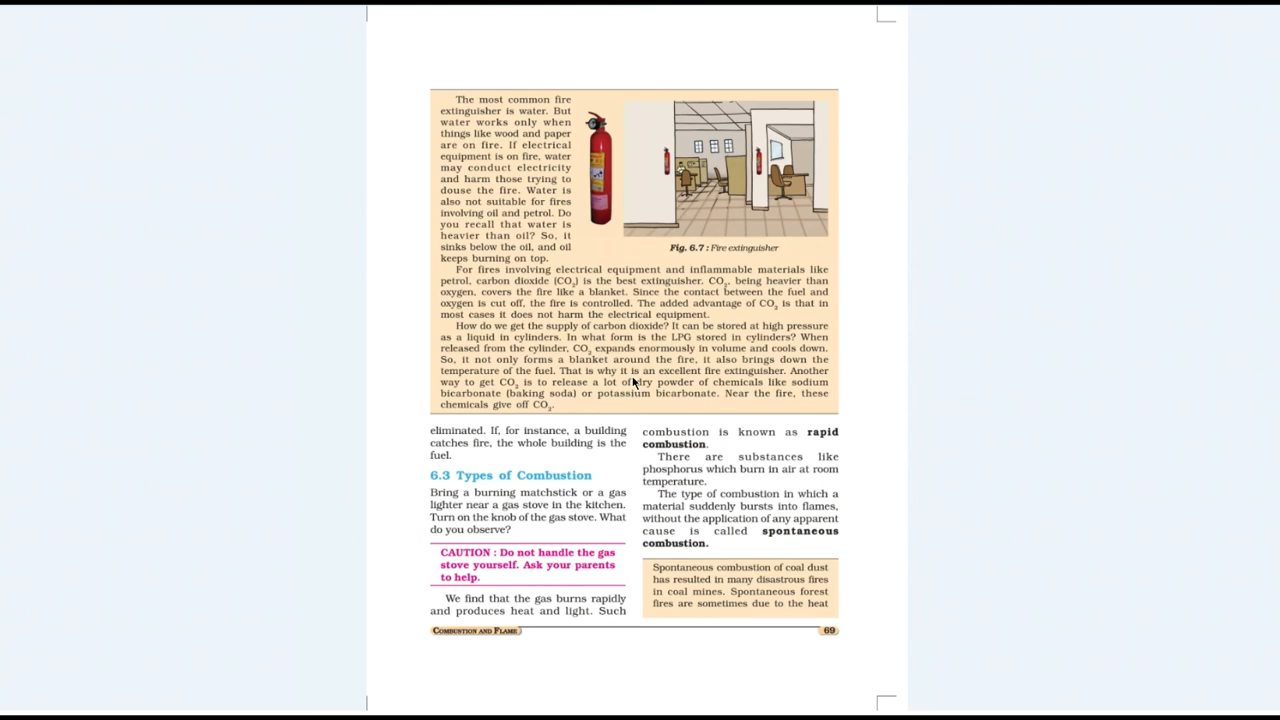 The most common fire
extinguisher is water. But
water works only when
things like wood and paper
are on fire. If electrical
equipment is on fire, water
may conduct electricity
and harm those trying to
douse the fire. Water is
also not suitable for fires
involving oil and petrol. Do
you recall that water is
heavier than oil? So, it
sinks below the oil, and oil
keeps burning on top.
Fig. 6.7 : Fire extinguisher
For fires involving electrical equipment and inflammable materials like
petrol, carbon dioxide (CO2) is the best extinguisher. CO2, being heavier than
oxygen, covers the fire like a blanket. Since the contact between the fuel and
oxygen is cut off, the fire is controlled. The added advantage of CO2 is that in
most cases it does not harm the electrical equipment.
How do we get the supply of carbon dioxide? It can be stored at high pressure
as a liquid in cylinders. In what form is the LPG stored in cylinders? When
released from the cylinder, CO2 expands enormously in volume and cools down.
So, it not only forms a blanket around the fire, it also brings down the
temperature of the fuel. That is why it is an excellent fire extinguisher. Another
way to get CO2 is to release a lot of dry powder of chemicals like sodium
bicarbonate (baking soda) or potassium bicarbonate. Near the fire, these
chemicals give off CO2.
eliminated. If, for instance, a building
catches fire, the whole building is the
fuel.
6.3 Types of Combustion
Bring a burning matchstick or a gas
lighter near a gas stove in the kitchen.
Turn on the knob of the gas stove. What
do you observe?
CAUTION : Do not handle the gas
stove yourself. Ask your parents
to help.
We find that the gas burns rapidly
and produces heat and light. Such
combustion is known as rapid
combustion.
There are substances like
phosphorus which burn in air at room
temperature.
The type of combustion in which a
material suddenly bursts into flames,
without the application of any apparent
cause is called spontaneous
combustion.
Spontaneous combustion of coal dust
has resulted in many disastrous fires
in coal mines. Spontaneous forest
fires are sometimes due to the heat
COMBUSTION AND FLAME
69